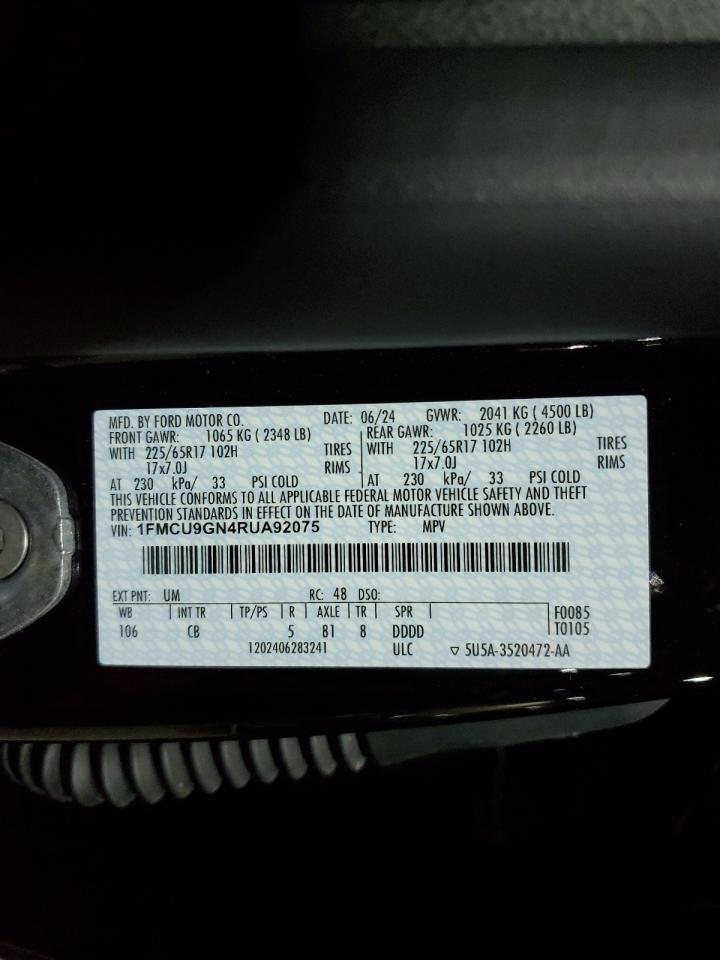 MFD. BY FORD MOTOR CO. DATE: 06/24 GVWR: 2041 KG ( 4500 LB)
FRONT GAWR: 1065 KG ( 2348 LB) REAR GAWR: 1025 KG ( 2260 LB)
WITH 225/65R17 102H TIRES WITH 225/65R17 102H TIRES
17x7.0J RIMS 17x7.0J RIMS
AT 230 kPa/ 33 PSI COLD AT 230 kPa/ 33 PSI COLD
THIS VEHICLE CONFORMS TO ALL APPLICABLE FEDERAL MOTOR VEHICLE SAFETY AND THEFT
PREVENTION STANDARDS IN EFFECT ON THE DATE OF MANUFACTURE SHOWN ABOVE.
VIN: 1FMCU9GN4RUA92075 TYPE: MPV
EXT PNT: UM RC: 48 DSO:
WB INT TR TP/PS R AXLE TR SPR F0085
106 CB 5 81 8 DDDD T0105
1202406283241 ULC ▽ 5U5A-3520472-AA